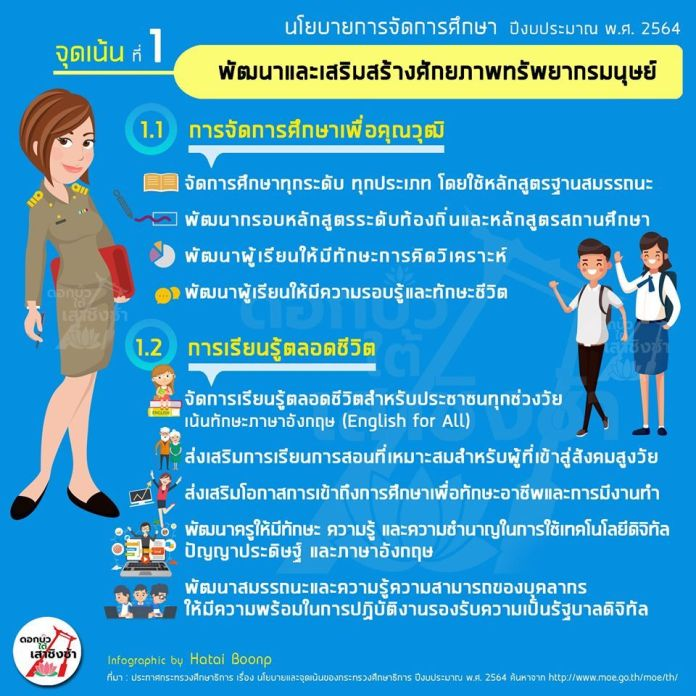 นโยบายการจัดการศึกษา ปีงบประมาณ พ.ศ. 2564
จุดเน้น ที่ 1
พัฒนาและเสริมสร้างศักยภาพทรัพยากรมนุษย์
1.1 การจัดการศึกษาเพื่อคุณวุฒิ
จัดการศึกษาทุกระดับ ทุกประเภท โดยใช้หลักสูตรฐานสมรรถนะ
พัฒนากรอบหลักสูตรระดับท้องถิ่นและหลักสูตรสถานศึกษา
พัฒนาผู้เรียนให้มีทักษะการคิดวิเคราะห์
พัฒนาผู้เรียนให้มีความรอบรู้และทักษะชีวิต
ดอกบัว
ใต้
เสาชิงช้า
ดอกบัว
ใต้
เสาชิงช้า
1.2 การเรียนรู้ตลอดชีวิต
ENGLISH
จัดการเรียนรู้ตลอดชีวิตสำหรับประชาชนทุกช่วงวัย
เน้นทักษะภาษาอังกฤษ (English for All)
ส่งเสริมการเรียนการสอนที่เหมาะสมสำหรับผู้ที่เข้าสู่สังคมสูงวัย
ส่งเสริมโอกาสการเข้าถึงการศึกษาเพื่อทักษะอาชีพและการมีงานทำ
พัฒนาครูให้มีทักษะ ความรู้ และความชำนาญในการใช้เทคโนโลยีดิจิทัล
ปัญญาประดิษฐ์ และภาษาอังกฤษ
พัฒนาสมรรถนะและความรู้ความสามารถของบุคลากร
ให้มีความพร้อมในการปฏิบัติงานรองรับความเป็นรัฐบาลดิจิทัล
ดอกบัว
ใต้
เสาชิงช้า
Infographic by Hatai Boonp
ที่มา : ประกาศกระทรวงศึกษาธิการ เรื่อง นโยบายและจุดเน้นของกระทรวงศึกษาธิการ ปีงบประมาณ พ.ศ. 2564 ค้นหาจาก http://www.moe.go.th/moe/th/